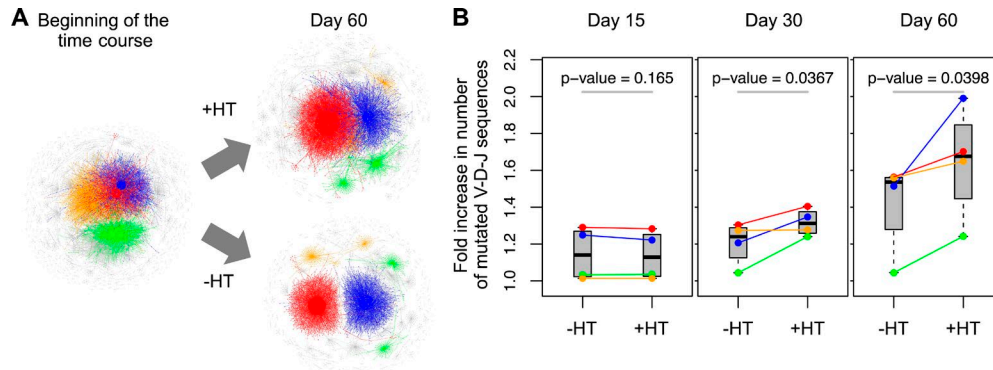 A
Beginning of the
time course
Day 60
+HT
-HT
B
Day 15
Day 30
Day 60
Fold increase in number
of mutated V-D-J sequences
2.2
2.0
1.8
1.6
1.4
1.2
1.0
p-value = 0.165
p-value = 0.0367
p-value = 0.0398
-HT +HT
-HT +HT
-HT +HT